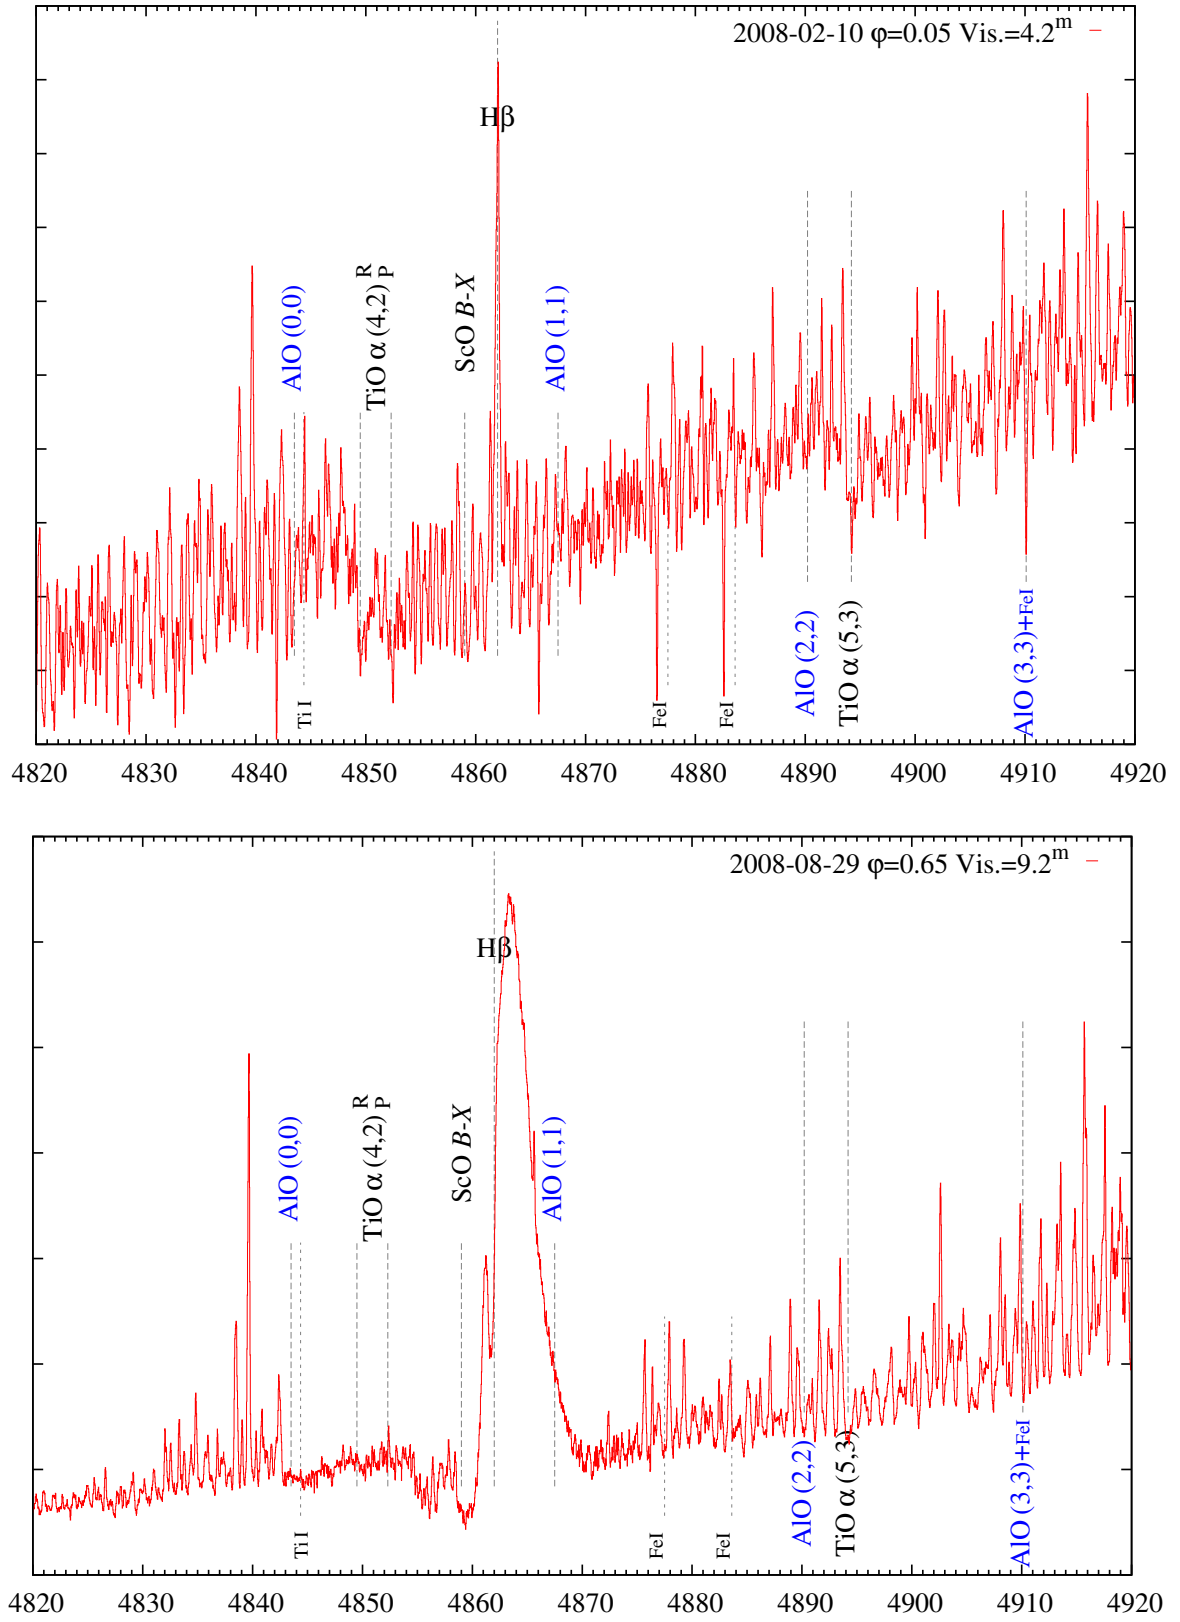 2008-02-10 φ=0.05 Vis.=4.2m
Hβ
AlO (0,0)
TiO α (4,2) R P
ScO B-X
AlO (1,1)
Ti I
FeI
FeI
AlO (2,2)
TiO α (5,3)
AlO (3,3)+FeI
4820 4830 4840 4850 4860 4870 4880 4890 4900 4910 4920
2008-08-29 φ=0.65 Vis.=9.2m
Hβ
AlO (0,0)
TiO α (4,2) R P
ScO B-X
AlO (1,1)
Ti I
FeI
FeI
AlO (2,2)
TiO α (5,3)
AlO (3,3)+FeI
4820 4830 4840 4850 4860 4870 4880 4890 4900 4910 4920